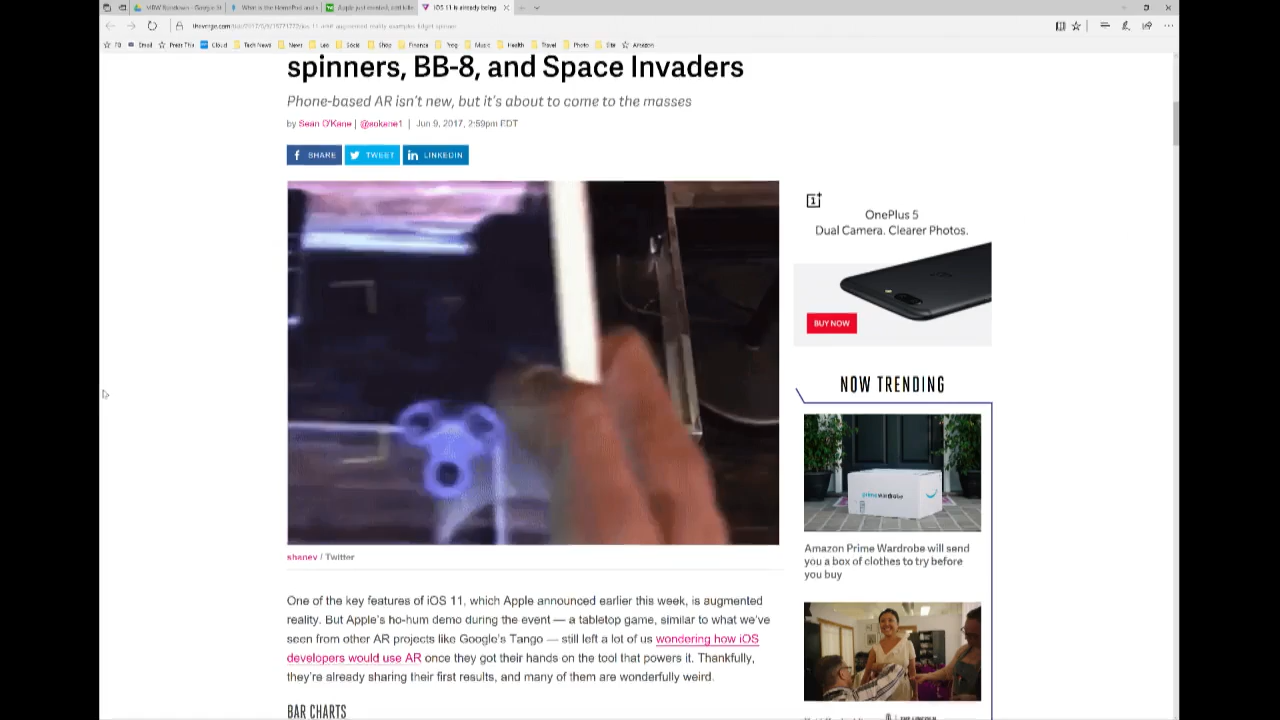 iOS 11 is already being
spinners, BB-8, and Space Invaders
Phone-based AR isn't new, but it's about to come to the masses
by Sean O'Kane | @sokane1 | Jun 9, 2017, 2:59pm EDT
SHARE TWEET LINKEDIN
OnePlus 5
Dual Camera. Clearer Photos.
BUY NOW
NOW TRENDING
Amazon Prime Wardrobe will send
you a box of clothes to try before
you buy
shanev / Twitter
One of the key features of iOS 11, which Apple announced earlier this week, is augmented
reality. But Apple's ho-hum demo during the event — a tabletop game, similar to what we've
seen from other AR projects like Google's Tango — still left a lot of us wondering how iOS
developers would use AR once they got their hands on the tool that powers it. Thankfully,
they're already sharing their first results, and many of them are wonderfully weird.
BAR CHARTS